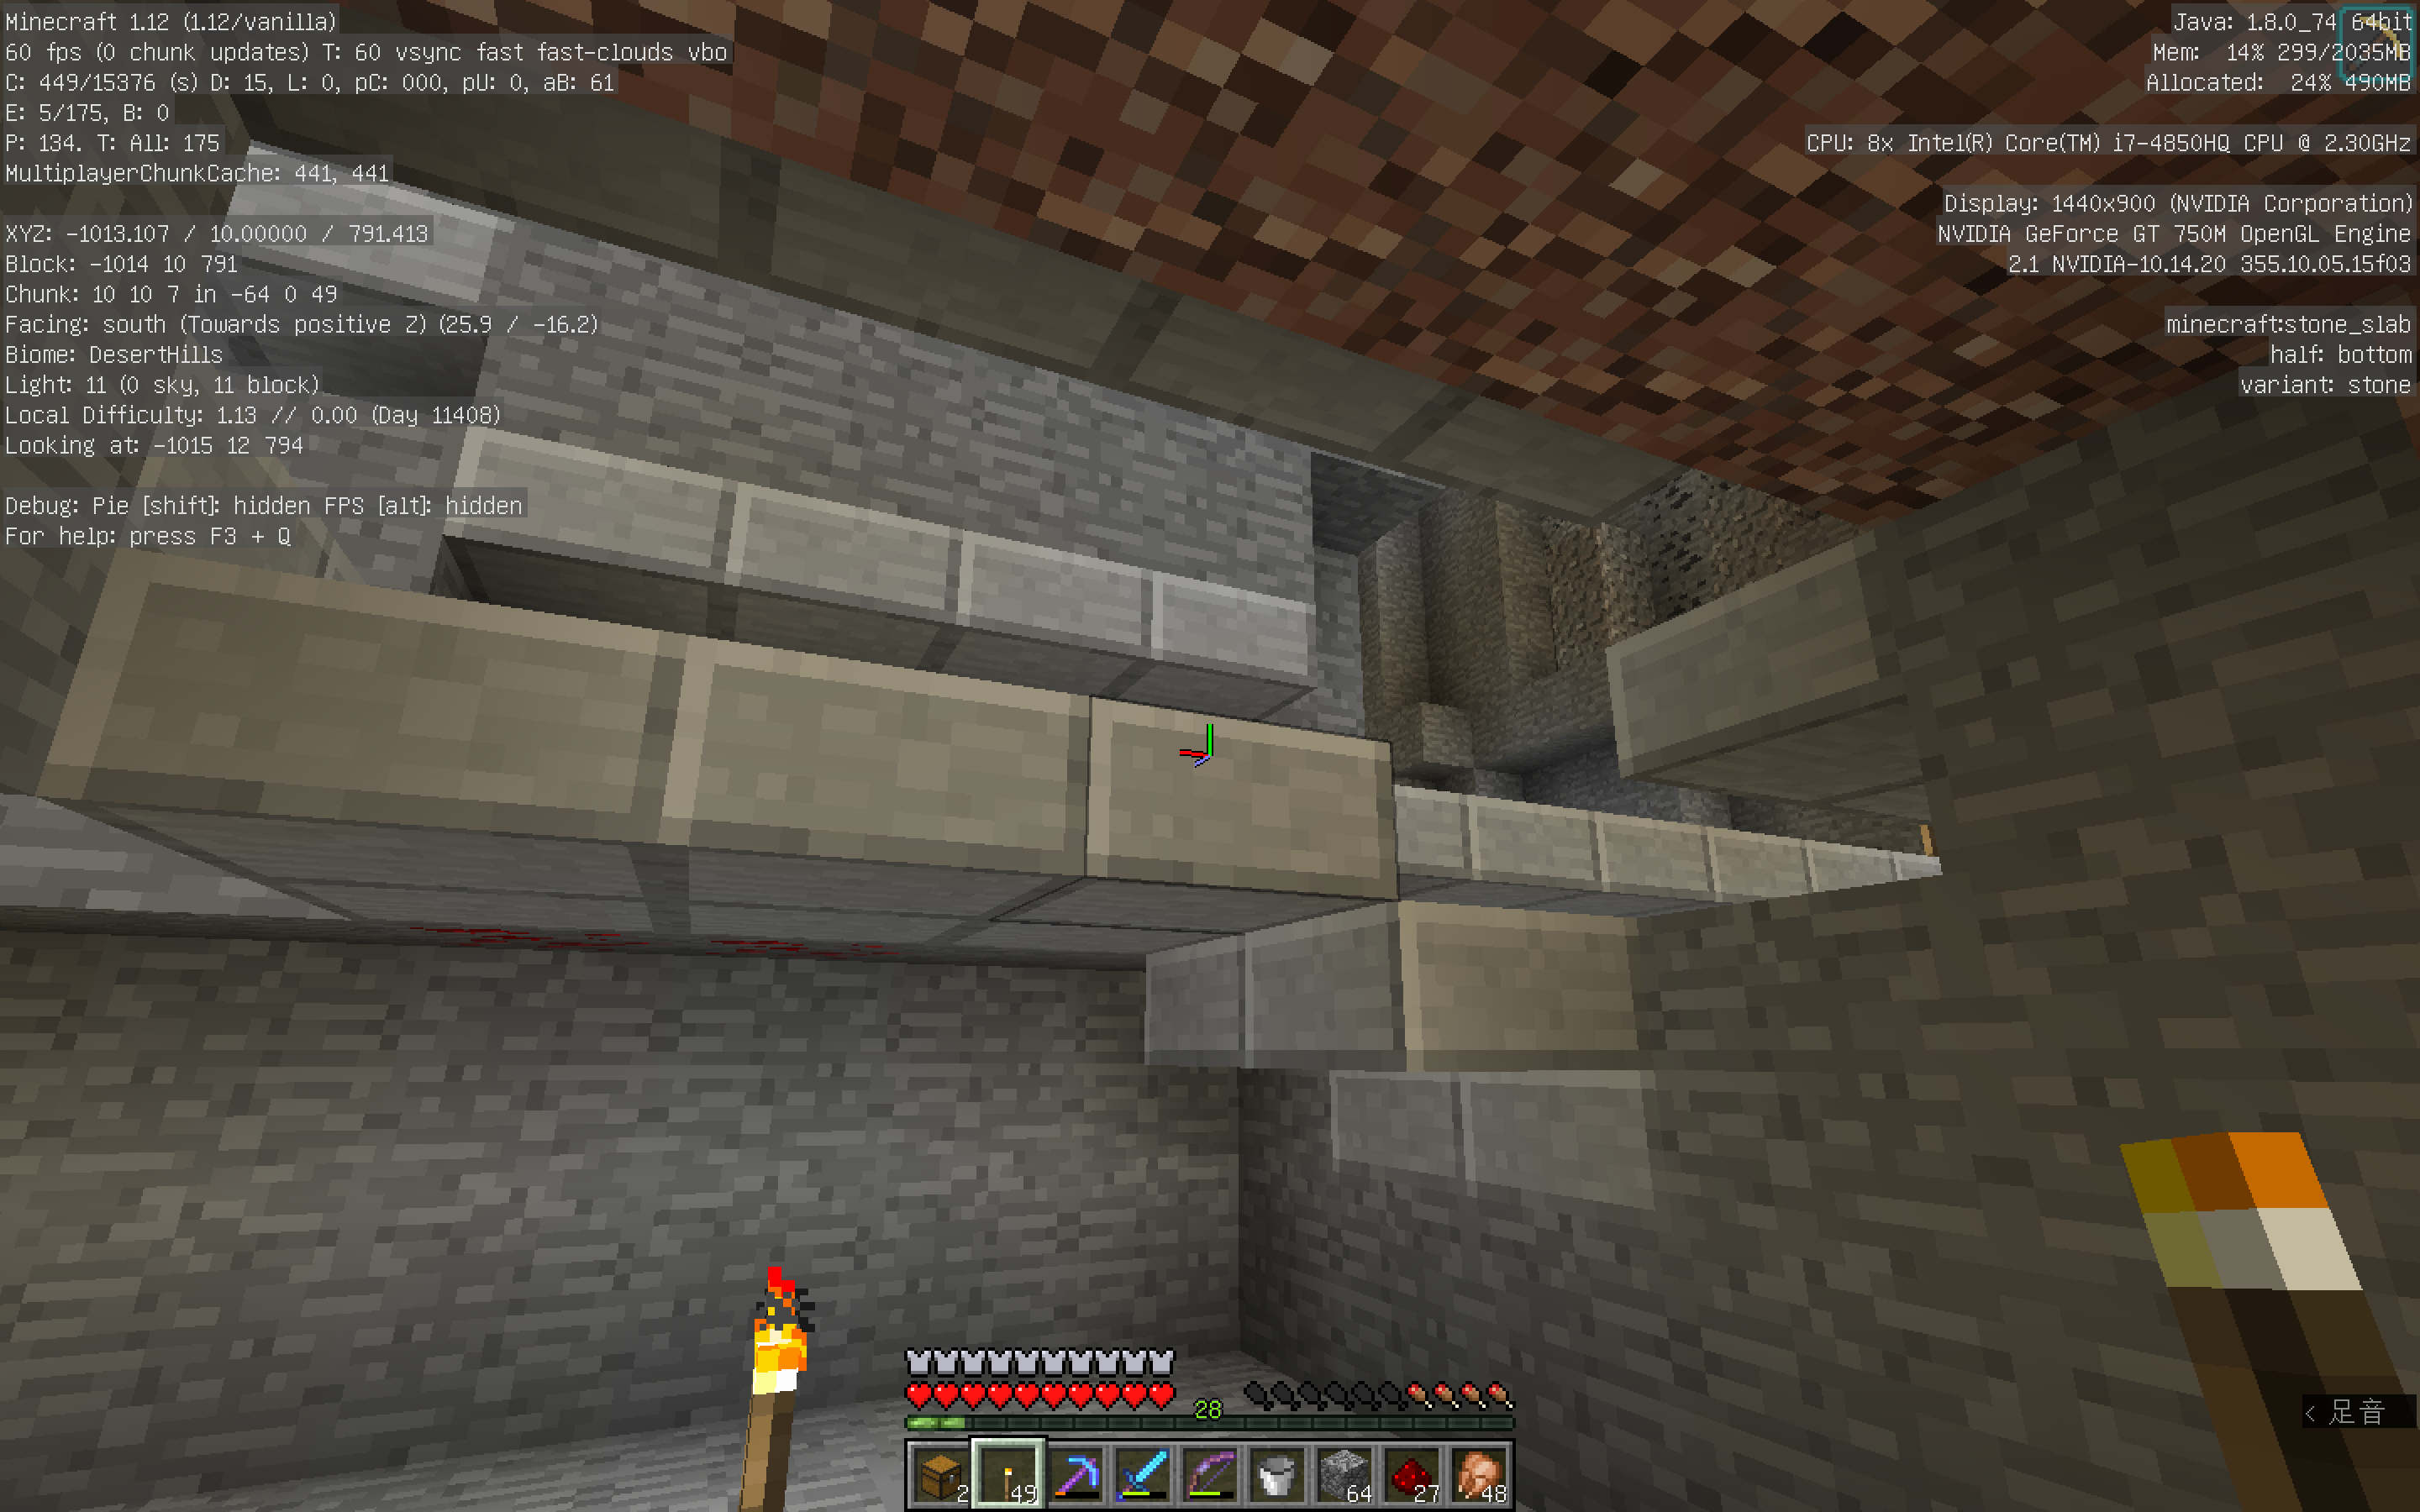 Minecraft 1.12 (1.12/vanilla)
60 fps (0 chunk updates) T: 60 vsync fast fast-clouds vbo
C: 449/15376 (s) D: 15, L: 0, pC: 000, pU: 0, aB: 61
E: 5/175, B: 0
P: 134. T: All: 175
MultiplayerChunkCache: 441, 441
XYZ: -1013.107 / 10.00000 / 791.413
Block: -1014 10 791
Chunk: 10 10 7 in -64 0 49
Facing: south (Towards positive Z) (25.9 / -16.2)
Biome: DesertHills
Light: 11 (0 sky, 11 block)
Local Difficulty: 1.13 // 0.00 (Day 11408)
Looking at: -1015 12 794
Debug: Pie [shift]: hidden FPS [alt]: hidden
For help: press F3 + Q
Java: 1.8.0_74 64bit
Mem: 14% 299/2035MB
Allocated: 24% 490MB
CPU: 8x Intel(R) Core(TM) i7-4850HQ CPU @ 2.30GHz
Display: 1440x900 (NVIDIA Corporation)
NVIDIA GeForce GT 750M OpenGL Engine
2.1 NVIDIA-10.14.20 355.10.05.15f03
minecraft:stone_slab
half: bottom
variant: stone
< 足音
28
2 49 64 27 48